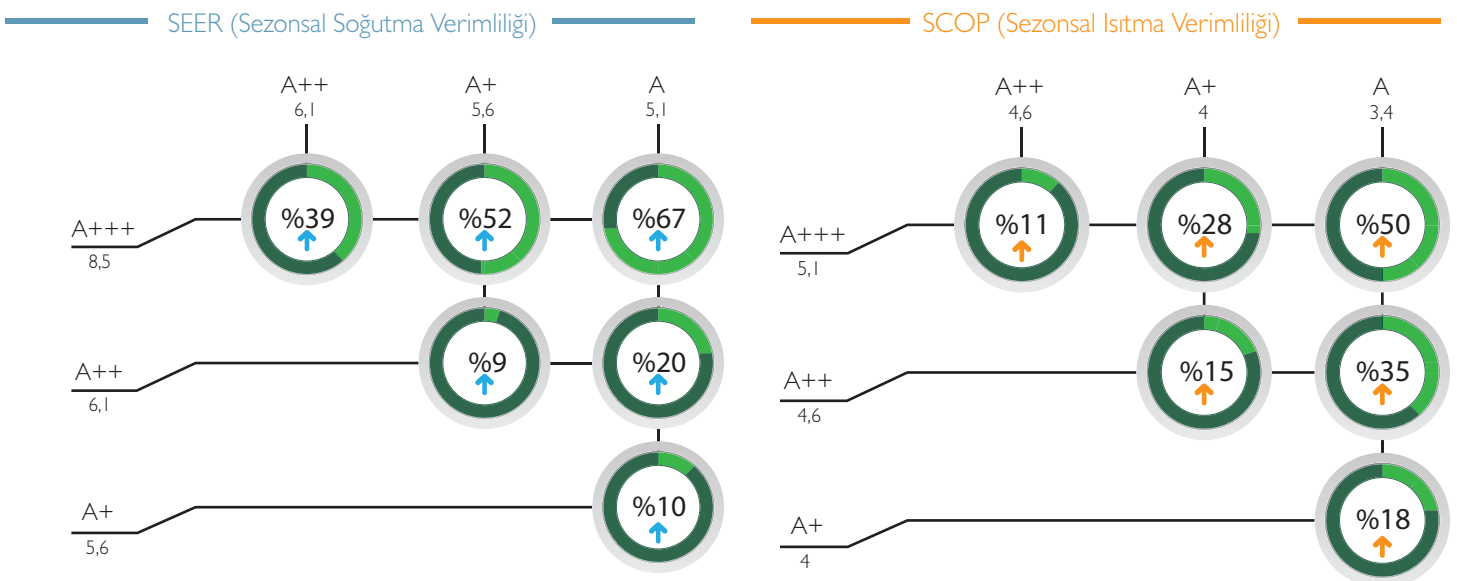 SEER (Sezonsal Soğutma Verimliliği)
A++
6,1
A+
5,6
A
5,1
A+++
8,5
%39
%52
%67
A++
6,1
%9
%20
A+
5,6
%10
SCOP (Sezonsal Isıtma Verimliliği)
A++
4,6
A+
4
A
3,4
A+++
5,1
%11
%28
%50
A++
4,6
%15
%35
A+
4
%18